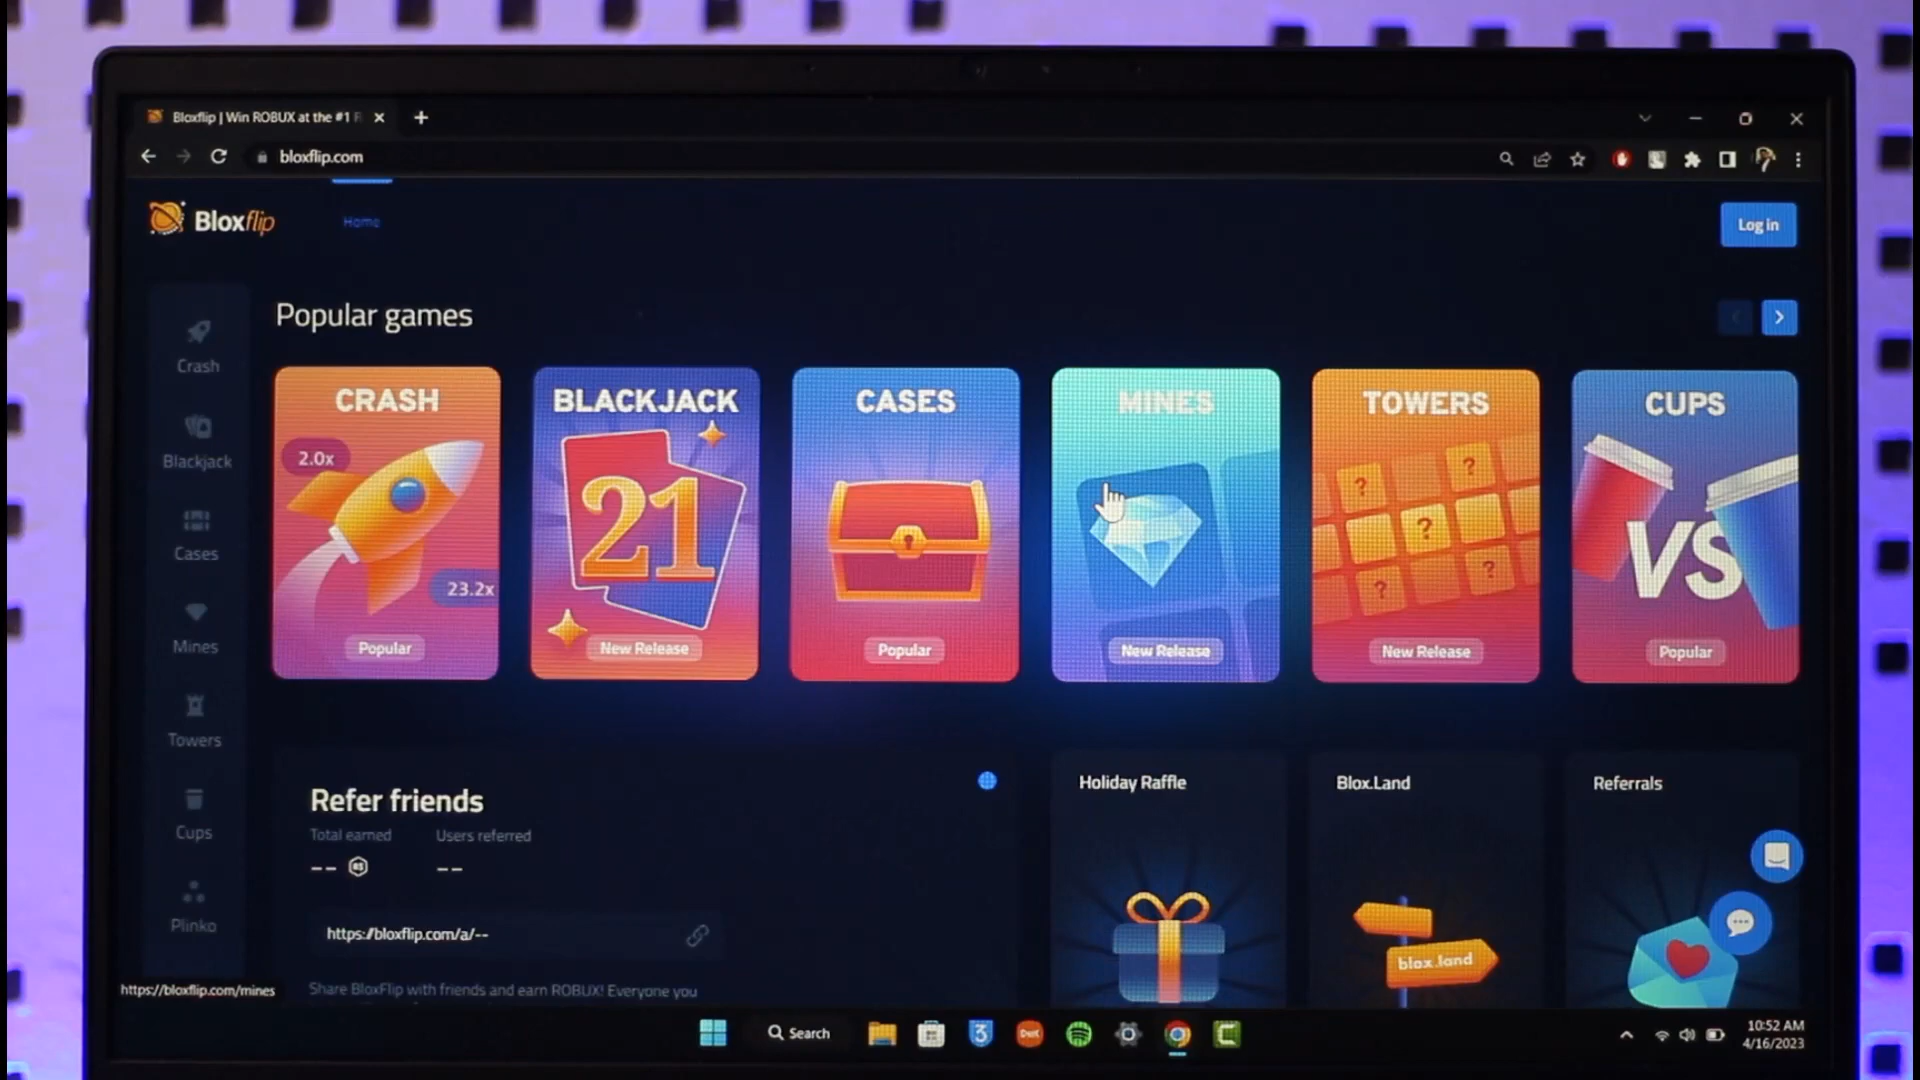 Bloxflip | Win ROBUX at the #1 R
bloxflip.com
Bloxflip
Home
Log in
Popular games
Crash
Blackjack
Cases
Mines
Towers
Cups
Plinko
CRASH
2.0x
23.2x
Popular
BLACKJACK
21
New Release
CASES
Popular
MINES
New Release
TOWERS
? ?
?
? ?
New Release
CUPS
VS
Popular
Refer friends
Total earned Users referred
-- R$ --
https://bloxflip.com/a/--
Share BloxFlip with friends and earn ROBUX! Everyone you
Holiday Raffle
Blox.Land
blox.land
Referrals
https://bloxflip.com/mines
Search
3
10:52 AM
4/16/2023